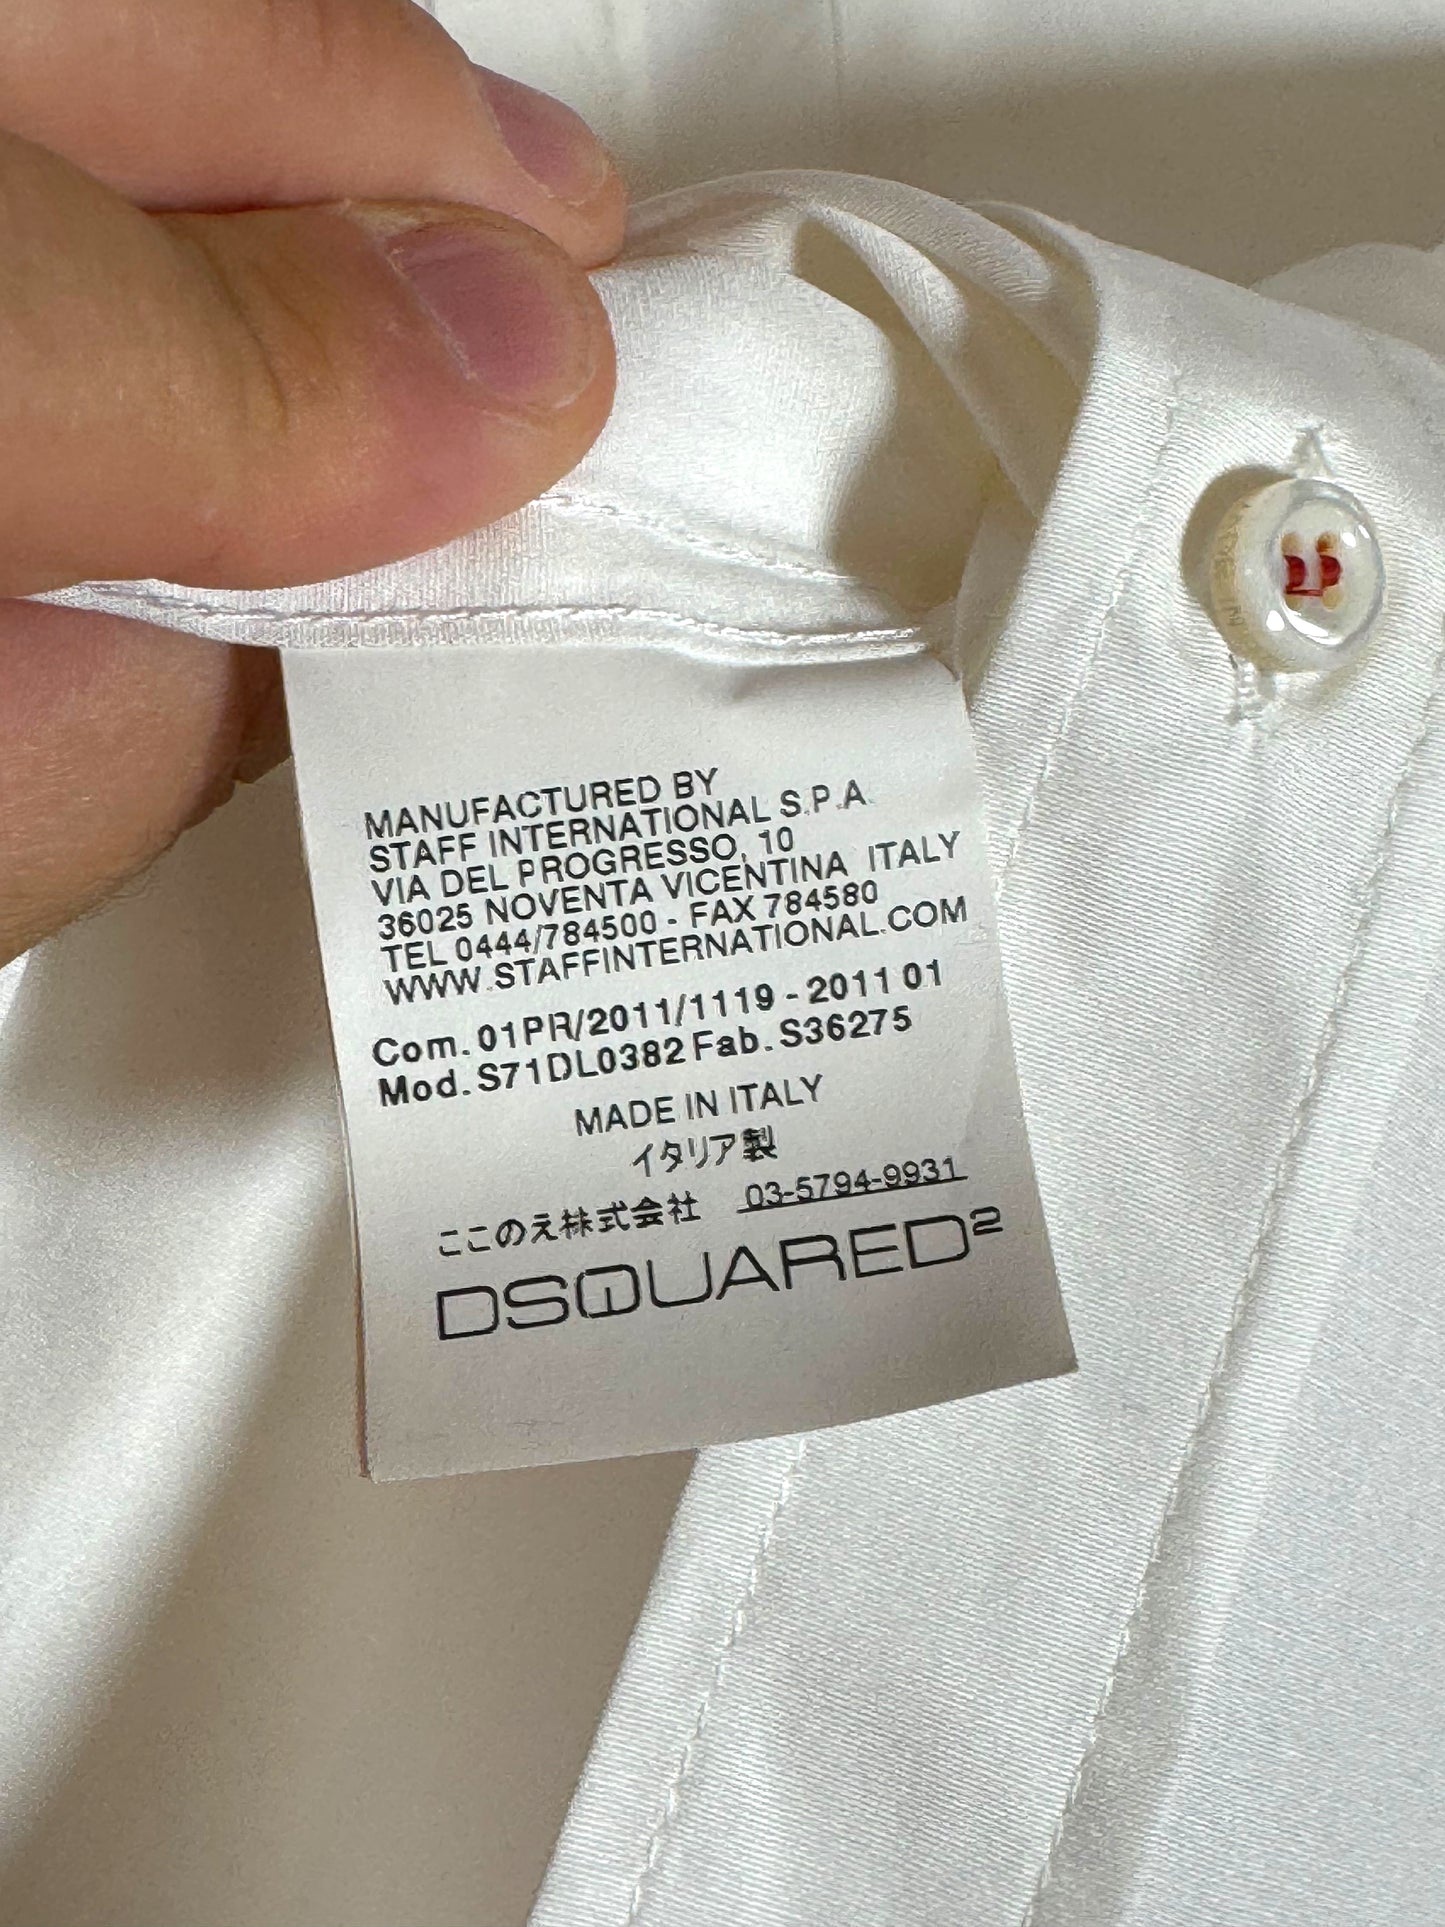 MANUFACTURED BY
STAFF INTERNATIONAL S.P.A.
VIA DEL PROGRESSO, 10
36025 NOVENTA VICENTINA ITALY
TEL 0444/784500 - FAX 784580
WWW.STAFFINTERNATIONAL.COM
Com. 01PR/2011/1119 - 2011 01
Mod. S71DL0382 Fab. S36275
MADE IN ITALY
イタリア製
ここのえ株式会社 03-5794-9931
DSQUARED2